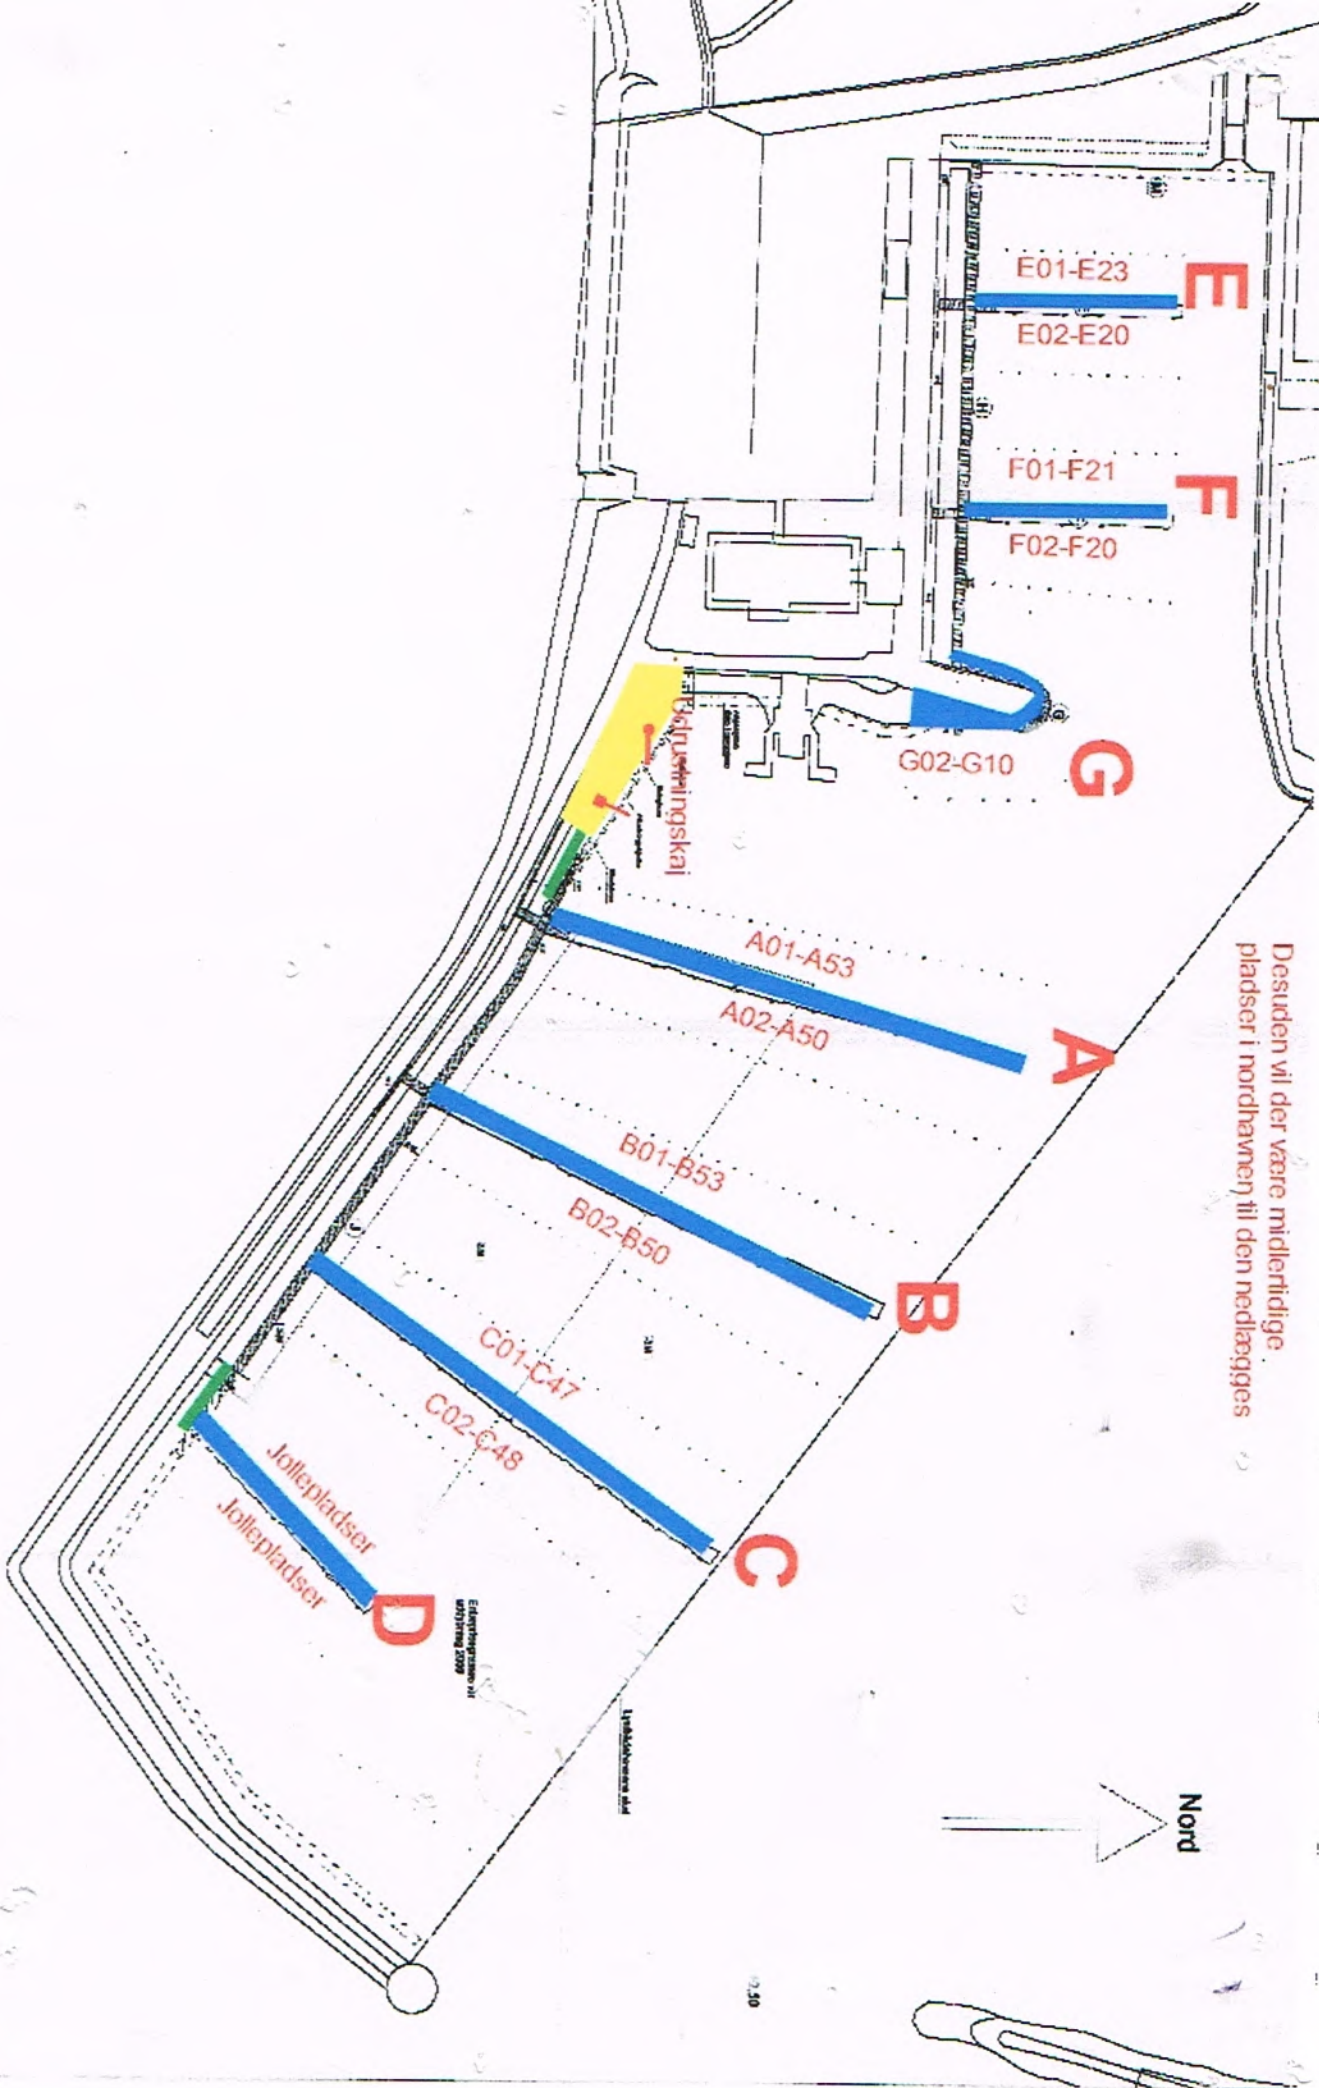 E
E01-E23
E02-E20
F
F01-F21
F02-F20
G
G02-G10
Udrustningskaj
A
A01-A53
A02-A50
Desuden vil der være midlertidige
pladser i nordhavnen til den nedlægges
B
B01-B53
B02-B50
C
C01-C47
C02-C48
D
Jollepladser
Jollepladser
Nord